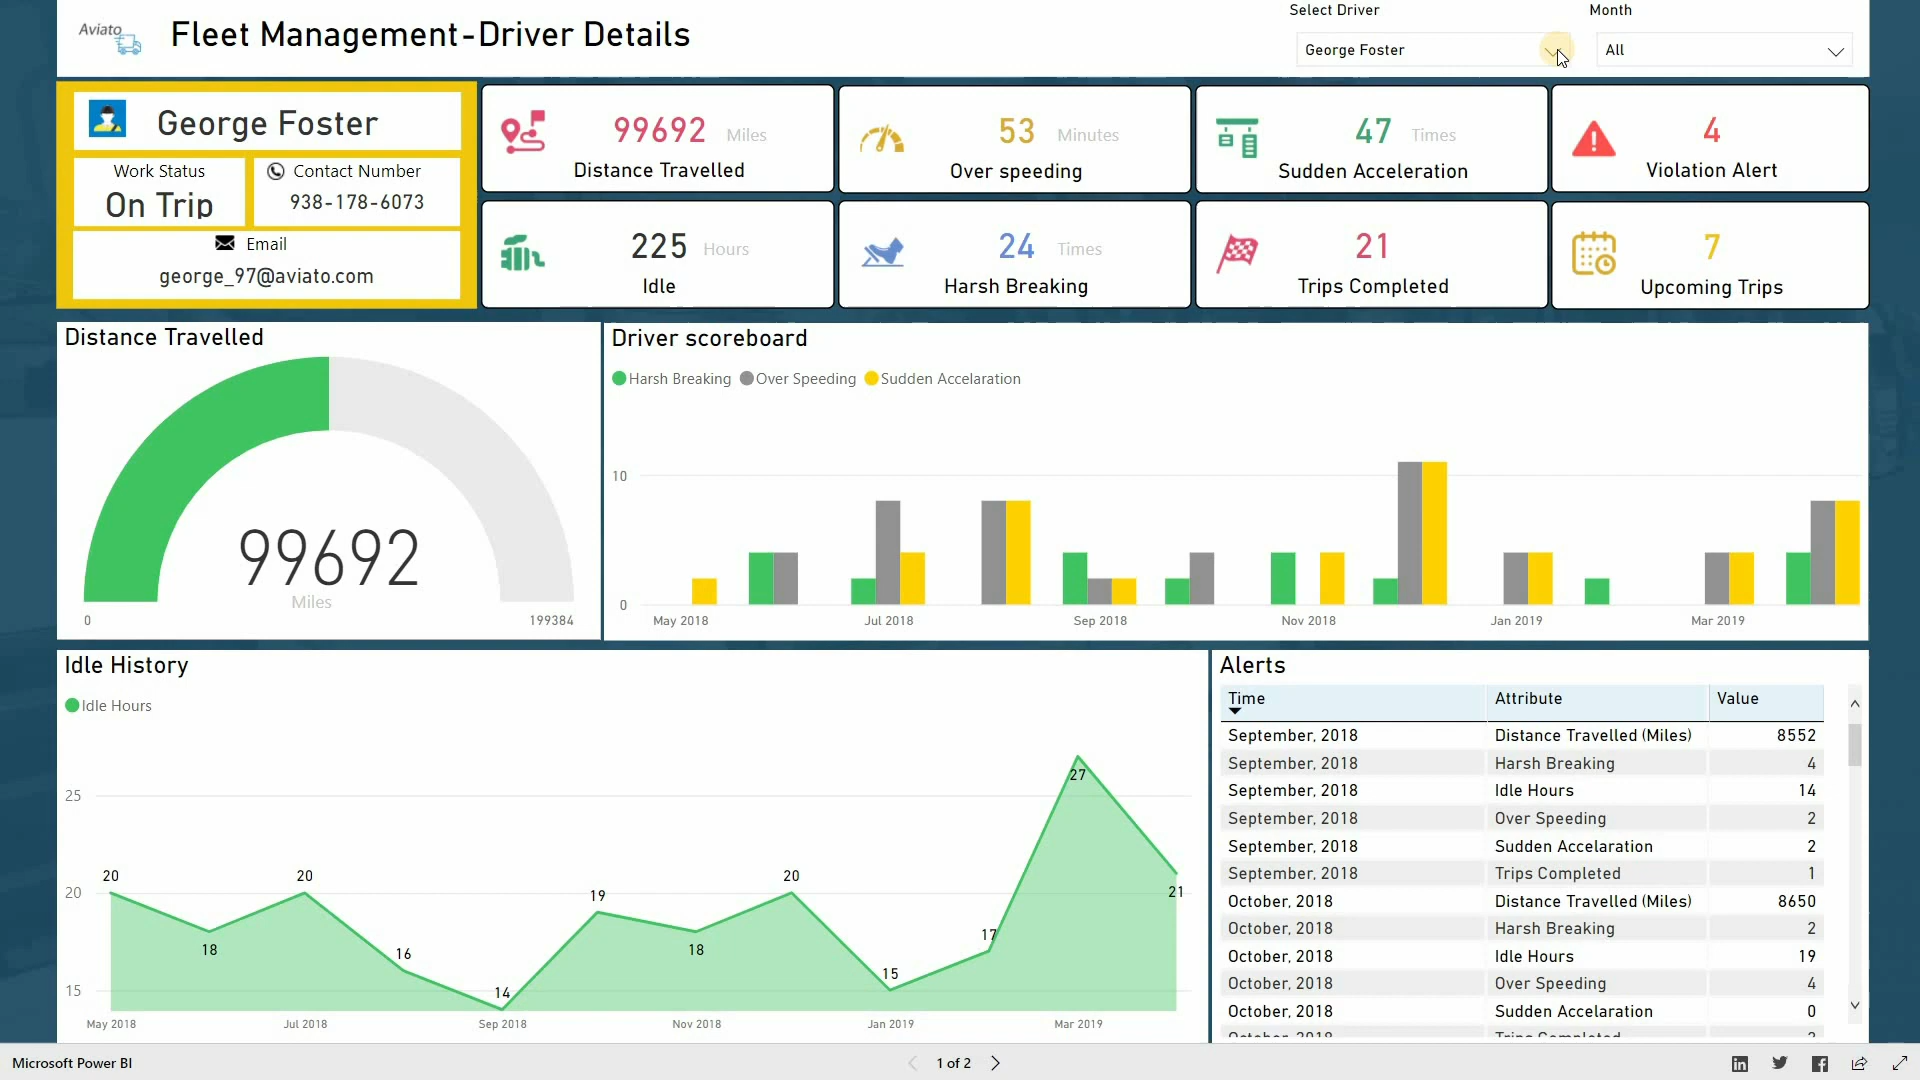 Aviato
Fleet Management-Driver Details
Select Driver
George Foster
Month
All
George Foster
Work Status
On Trip
Contact Number
938-178-6073
Email
george_97@aviato.com
99692 Miles
Distance Travelled
53 Minutes
Over speeding
47 Times
Sudden Acceleration
4
Violation Alert
225 Hours
Idle
24 Times
Harsh Breaking
21
Trips Completed
7
Upcoming Trips
Distance Travelled
99692
Miles
0
199384
Driver scoreboard
Harsh Breaking Over Speeding Sudden Accelaration
10
0
May 2018 Jul 2018 Sep 2018 Nov 2018 Jan 2019 Mar 2019
Idle History
Idle Hours
25
20
15
20
18
20
16
14
19
18
20
15
17
27
21
May 2018 Jul 2018 Sep 2018 Nov 2018 Jan 2019 Mar 2019
Alerts
Time Attribute Value
September, 2018 Distance Travelled (Miles) 8552
September, 2018 Harsh Breaking 4
September, 2018 Idle Hours 14
September, 2018 Over Speeding 2
September, 2018 Sudden Accelaration 2
September, 2018 Trips Completed 1
October, 2018 Distance Travelled (Miles) 8650
October, 2018 Harsh Breaking 2
October, 2018 Idle Hours 19
October, 2018 Over Speeding 4
October, 2018 Sudden Accelaration 0
Microsoft Power BI
1 of 2